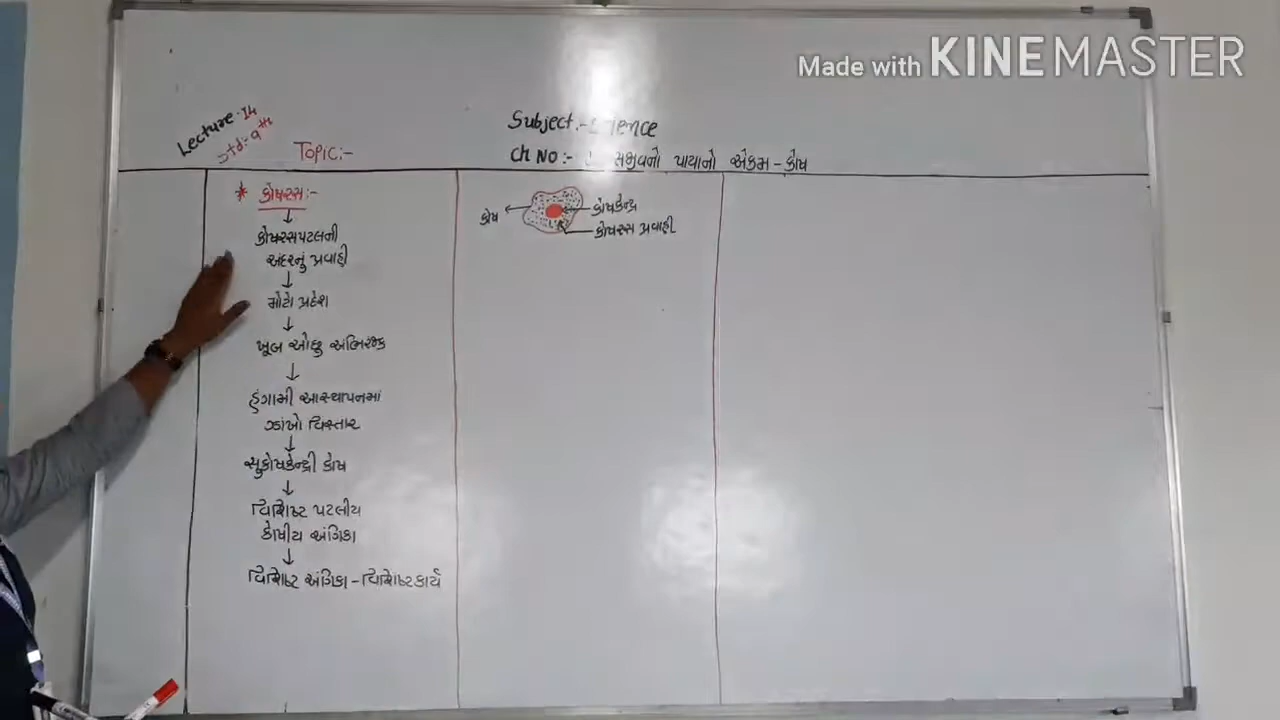 Made with KINEMASTER
Lecture-14
Std:-9th
Topic:-
Subject:-
Ch No:- સજીવનો પાયાનો એકમ - કોષ
* કોષરસ:-
↓
કોષરસપટલની
અંદરનું પ્રવાહી
↓
મોટો પ્રદેશ
↓
ખૂબ ઓછુ અભિરંજક
↓
હંગામી આસ્થાપનમાં
ઝાંખો વિસ્તાર
↓
સુકોષકેન્દ્રી કોષ
↓
વિશિષ્ટ પટલીય
કોષીય અંગિકા
↓
વિશિષ્ટ અંગિકા - વિશિષ્ટ કાર્ય
કોષ
કોષકેન્દ્ર
કોષરસ પ્રવાહી